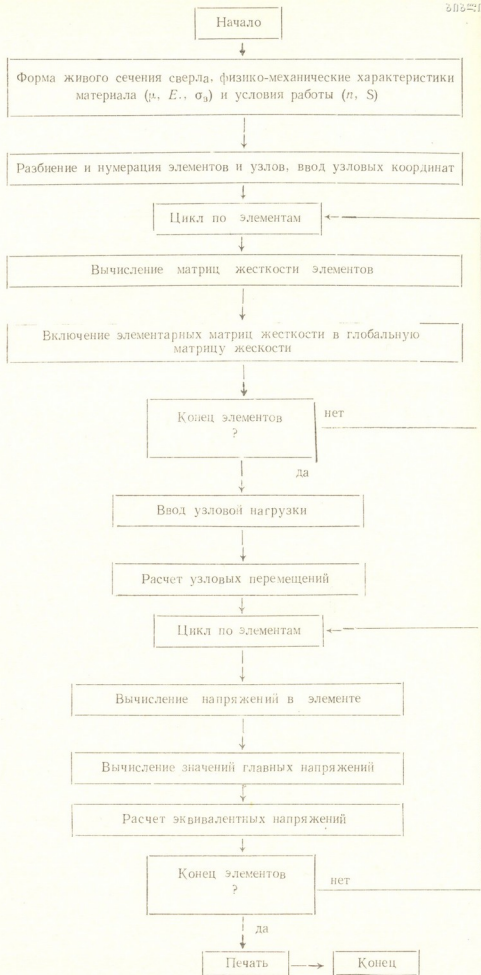 Начало
Форма живого сечения сверла, физико-механические характеристики
материала (μ, E., σ₀) и условия работы (n, S)
Разбиение и нумерация элементов и узлов, ввод узловых координат
Цикл по элементам
Вычисление матриц жесткости элементов
Включение элементарных матриц жесткости в глобальную
матрицу жескости
Конец элементов
?
нет
да
Ввод узловой нагрузки
Расчет узловых перемещений
Цикл по элементам
Вычисление напряжений в элементе
Вычисление значений главных напряжений
Расчет эквивалентных напряжений
Конец элементов
?
нет
да
Печать
Конец